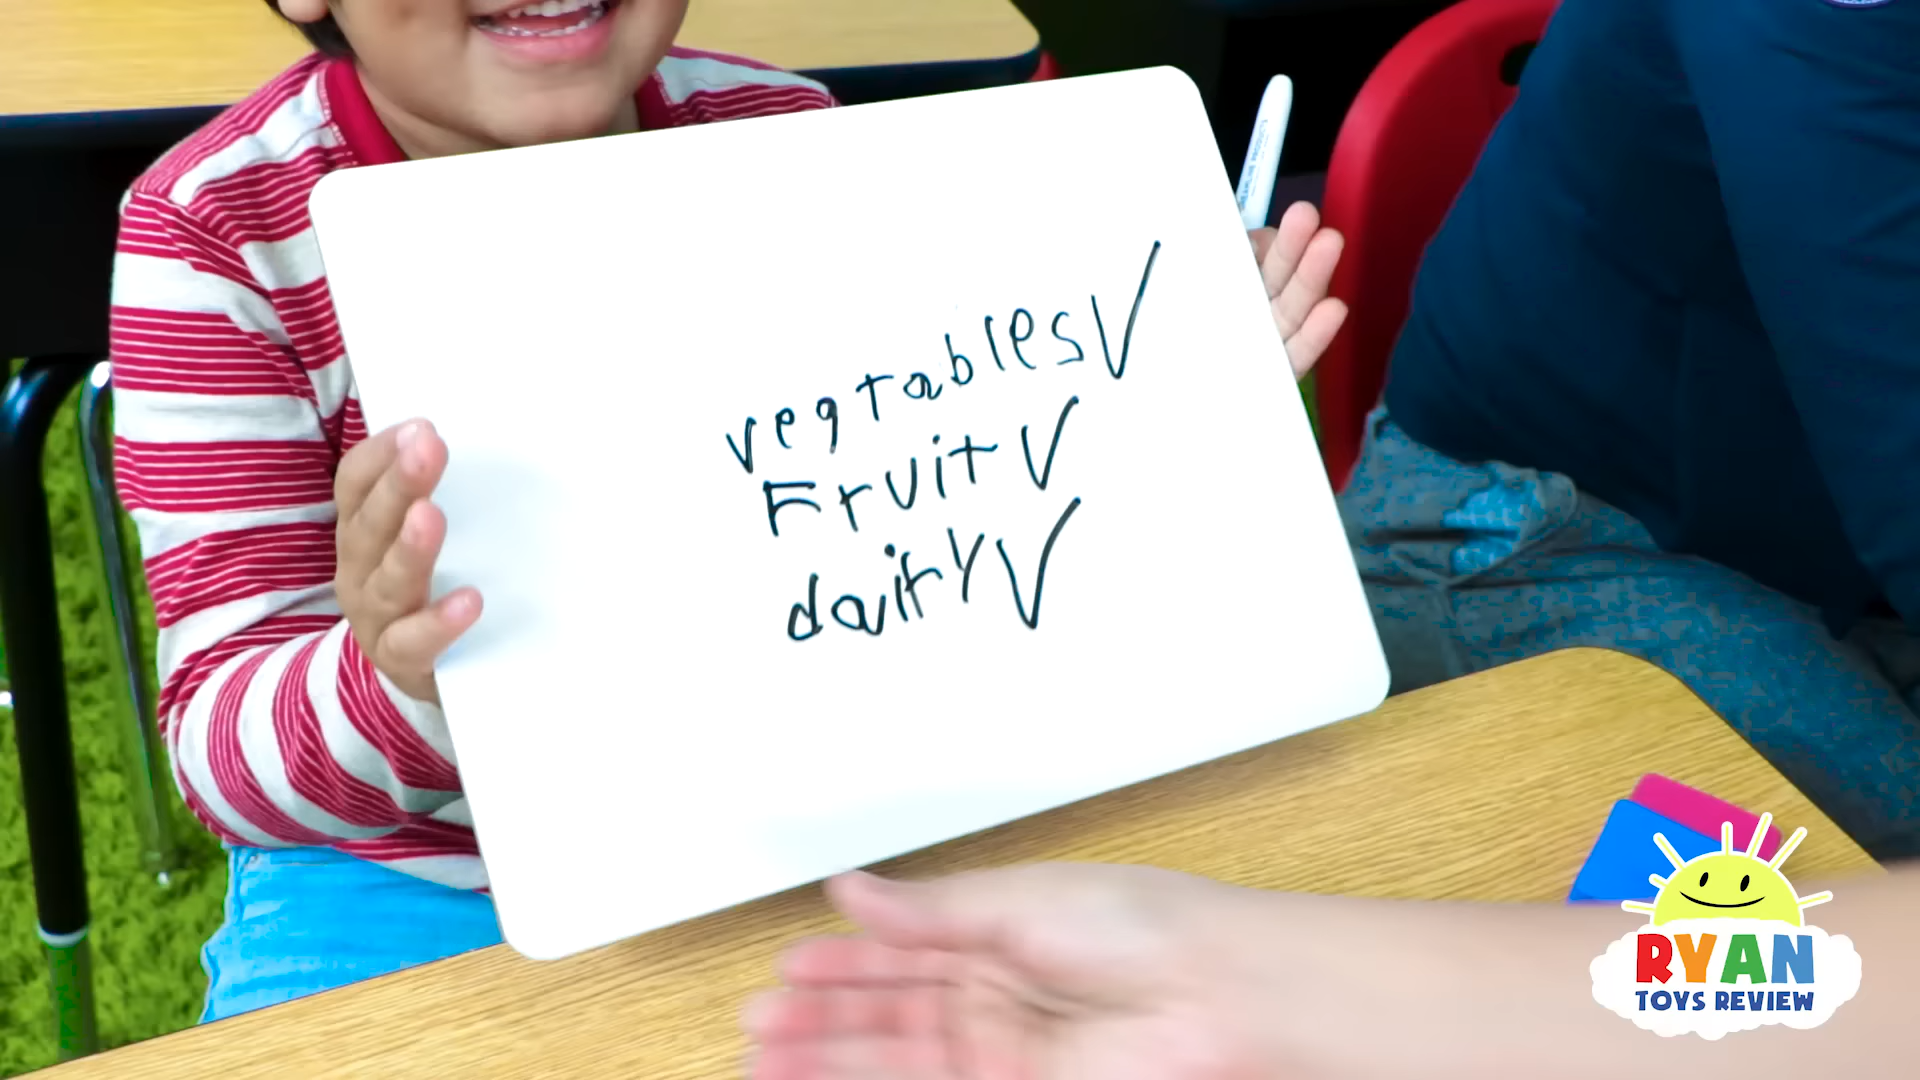 vegtables✓
Fruit✓
dairy✓
RYAN
TOYS REVIEW